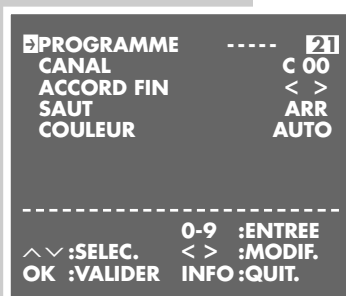 PROGRAMME ----- 21
CANAL C 00
ACCORD FIN < >
SAUT ARR
COULEUR AUTO
0-9 :ENTREE
:SELEC. < > :MODIF.
OK :VALIDER INFO :QUIT.